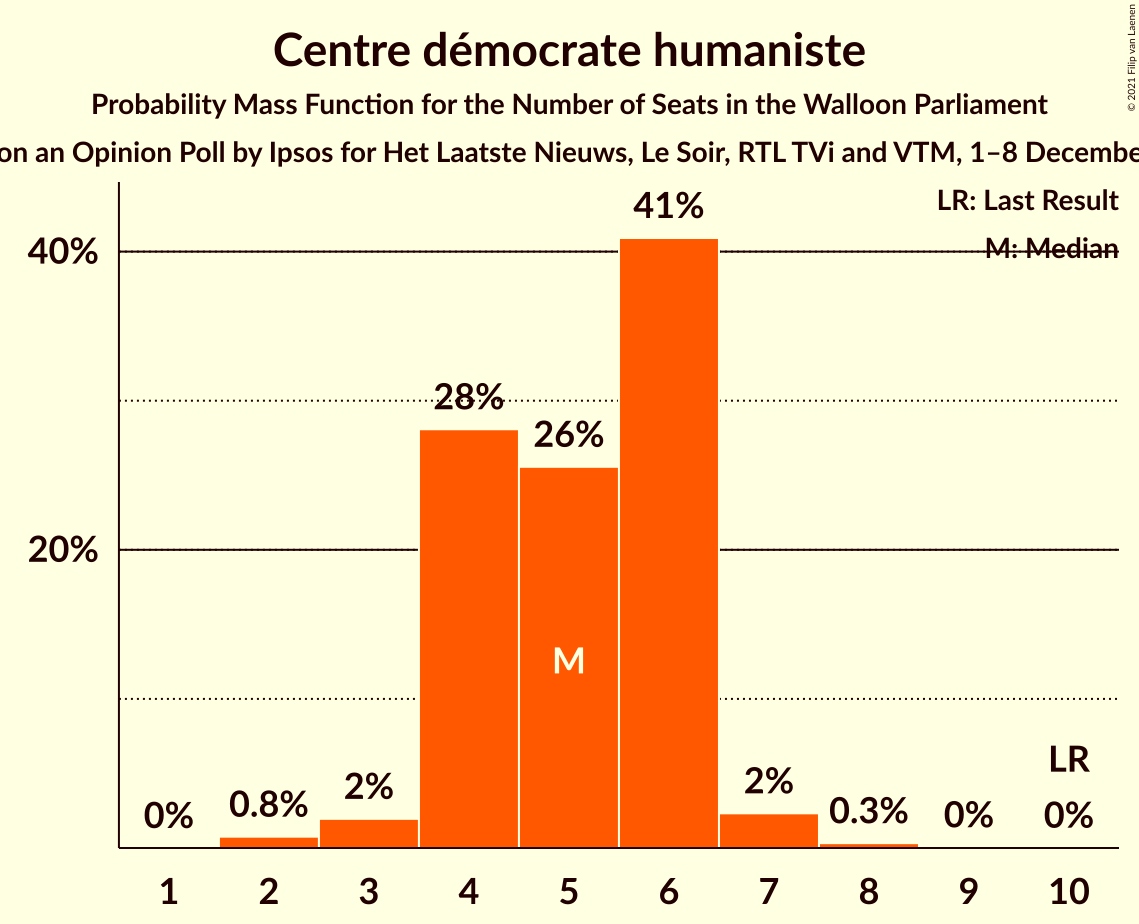 Centre démocrate humaniste
Probability Mass Function for the Number of Seats in the Walloon Parliament
on an Opinion Poll by Ipsos for Het Laatste Nieuws, Le Soir, RTL TVi and VTM, 1–8 Decembe
© 2021 Filip van Laenen
LR: Last Result
M: Median
40%
20%
0%
0.8%
2%
28%
26%
41%
2%
0.3%
0%
0%
M
LR
1 2 3 4 5 6 7 8 9 10